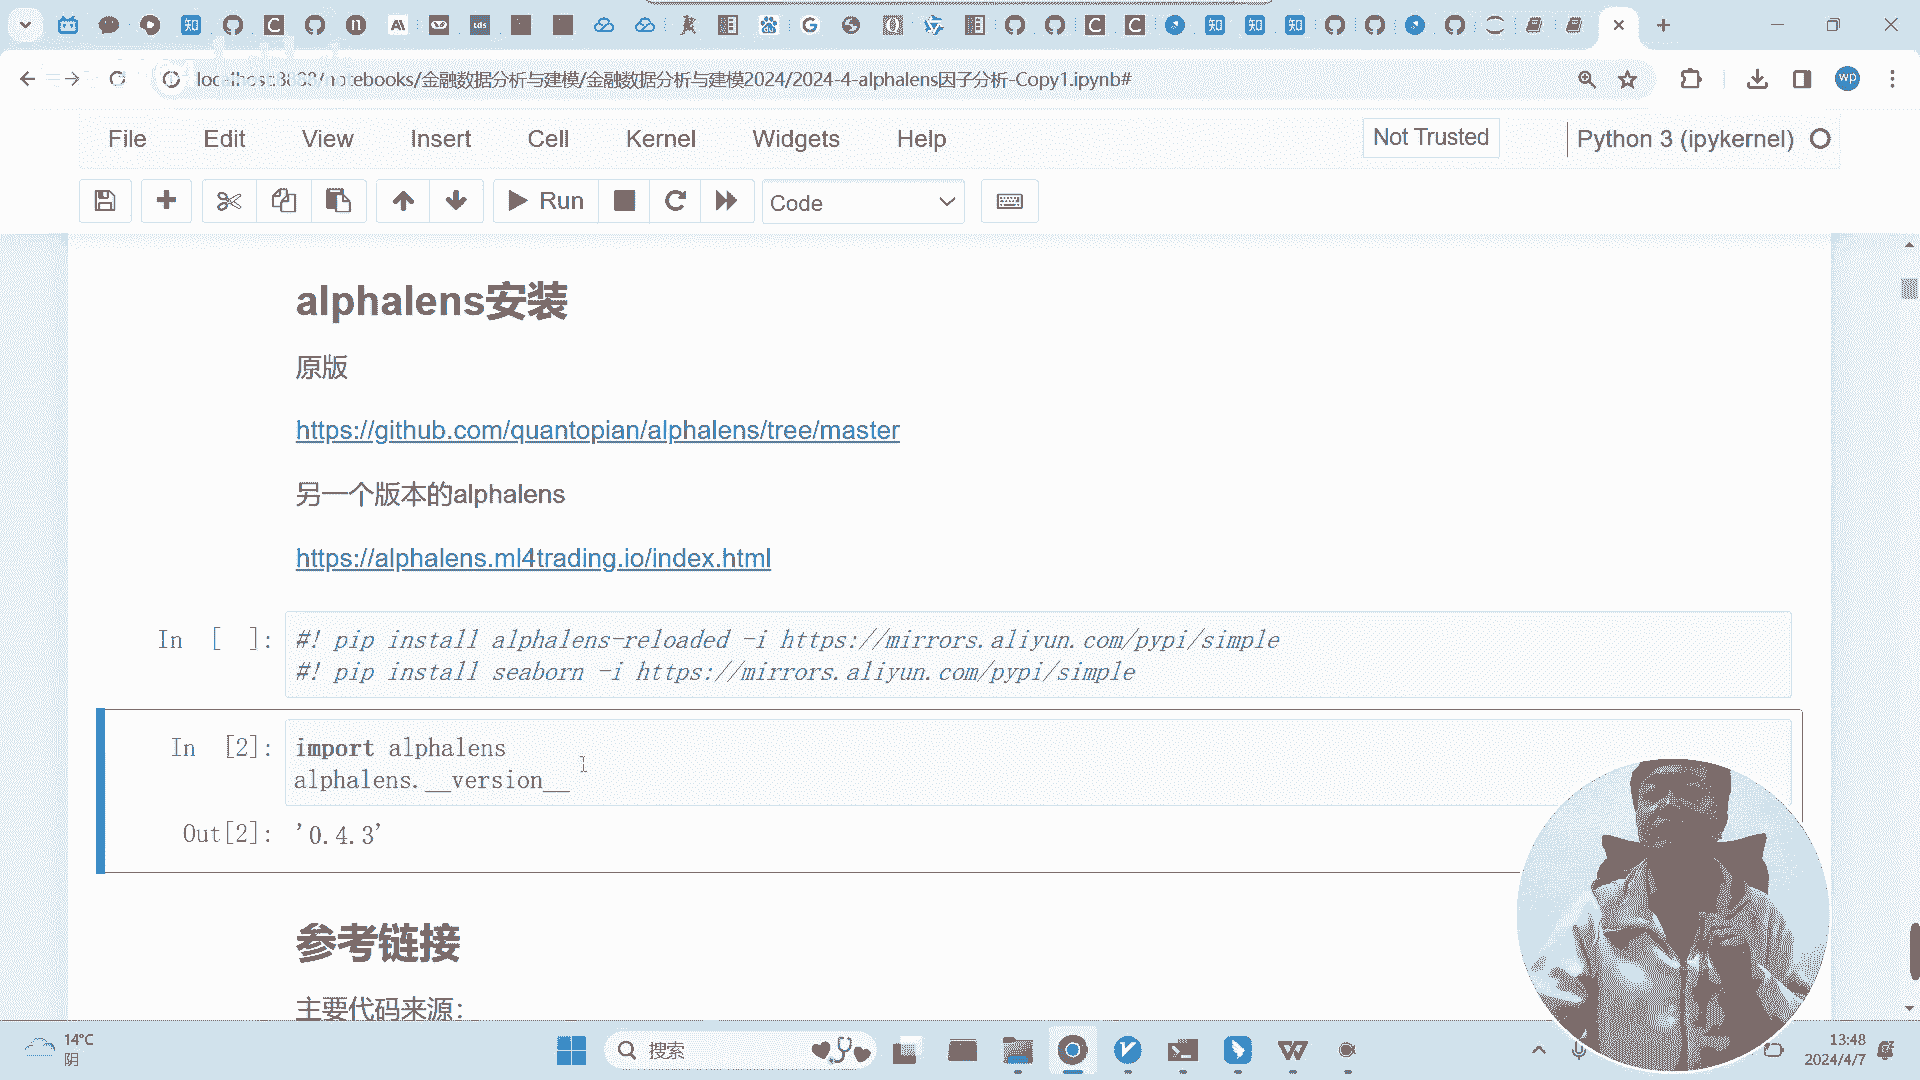 localhost:8888/notebooks/金融数据分析与建模/金融数据分析与建模2024/2024-4-alphalens因子分析-Copy1.ipynb#
wp
File Edit View Insert Cell Kernel Widgets Help
Not Trusted
Python 3 (ipykernel)
Run
Code
alphalens安装
原版
https://github.com/quantopian/alphalens/tree/master
另一个版本的alphalens
https://alphalens.ml4trading.io/index.html
In [ ]:
#! pip install alphalens-reloaded -i https://mirrors.aliyun.com/pypi/simple
#! pip install seaborn -i https://mirrors.aliyun.com/pypi/simple
In [2]:
import alphalens
alphalens.__version__
Out[2]: '0.4.3'
参考链接
主要代码来源:
14°C
阴
搜索
13:48
2024/4/7